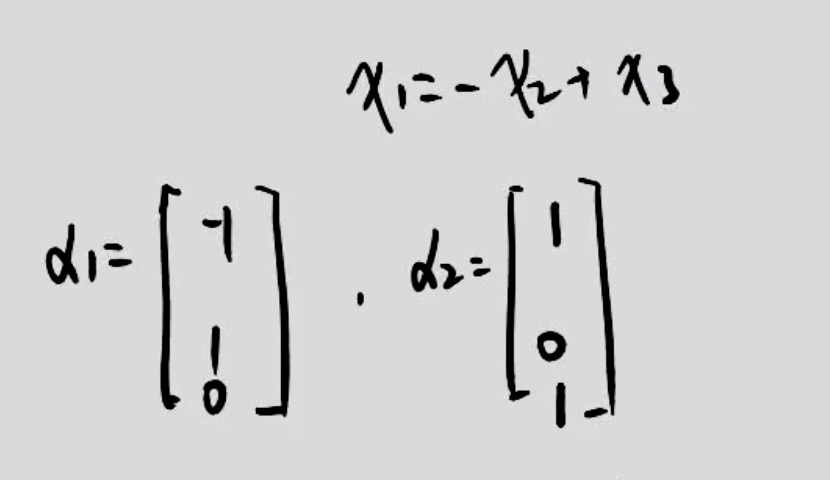 x₁ = -x₂ + x₃
α₁ = [-1 1 0] , α₂ = [1 0 1]